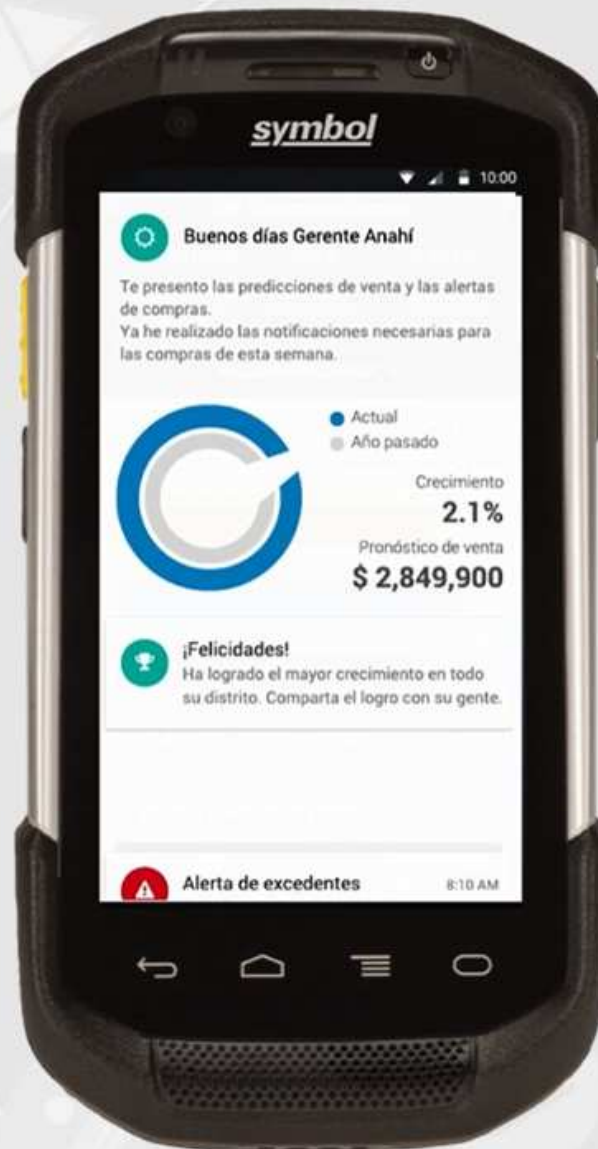 symbol
10:00
Buenos días Gerente Anahí
Te presento las predicciones de venta y las alertas
de compras.
Ya he realizado las notificaciones necesarias para
las compras de esta semana.
Actual
Año pasado
Crecimiento
2.1%
Pronóstico de venta
$ 2,849,900
¡Felicidades!
Ha logrado el mayor crecimiento en todo
su distrito. Comparta el logro con su gente.
Alerta de excedentes 8:10 AM